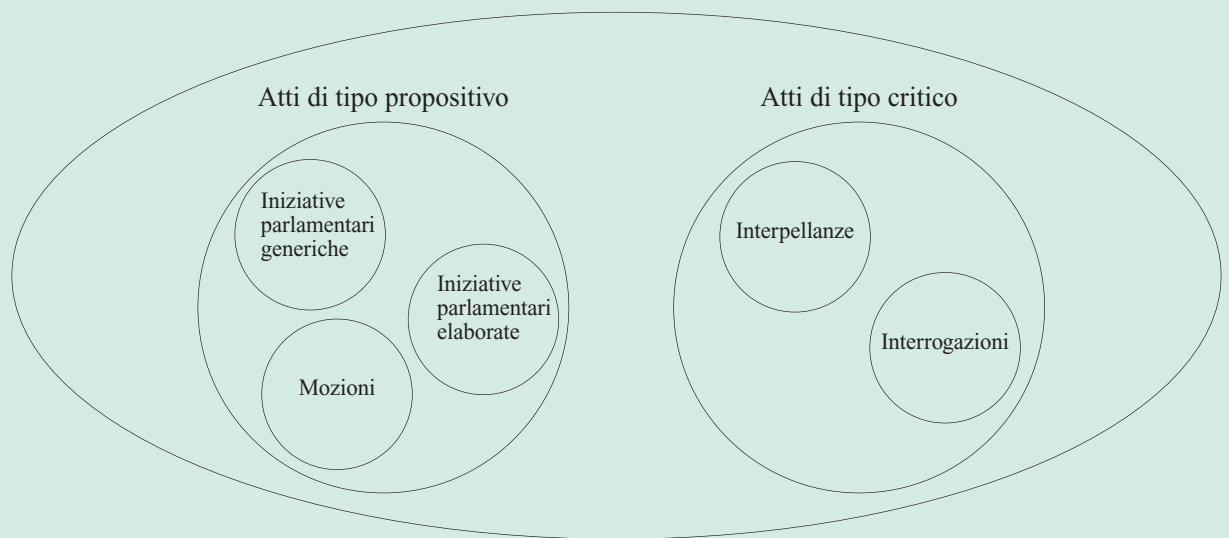 Atti di tipo propositivo
Iniziative
parlamentari
generiche
Iniziative
parlamentari
elaborate
Mozioni
Atti di tipo critico
Interpellanze
Interrogazioni